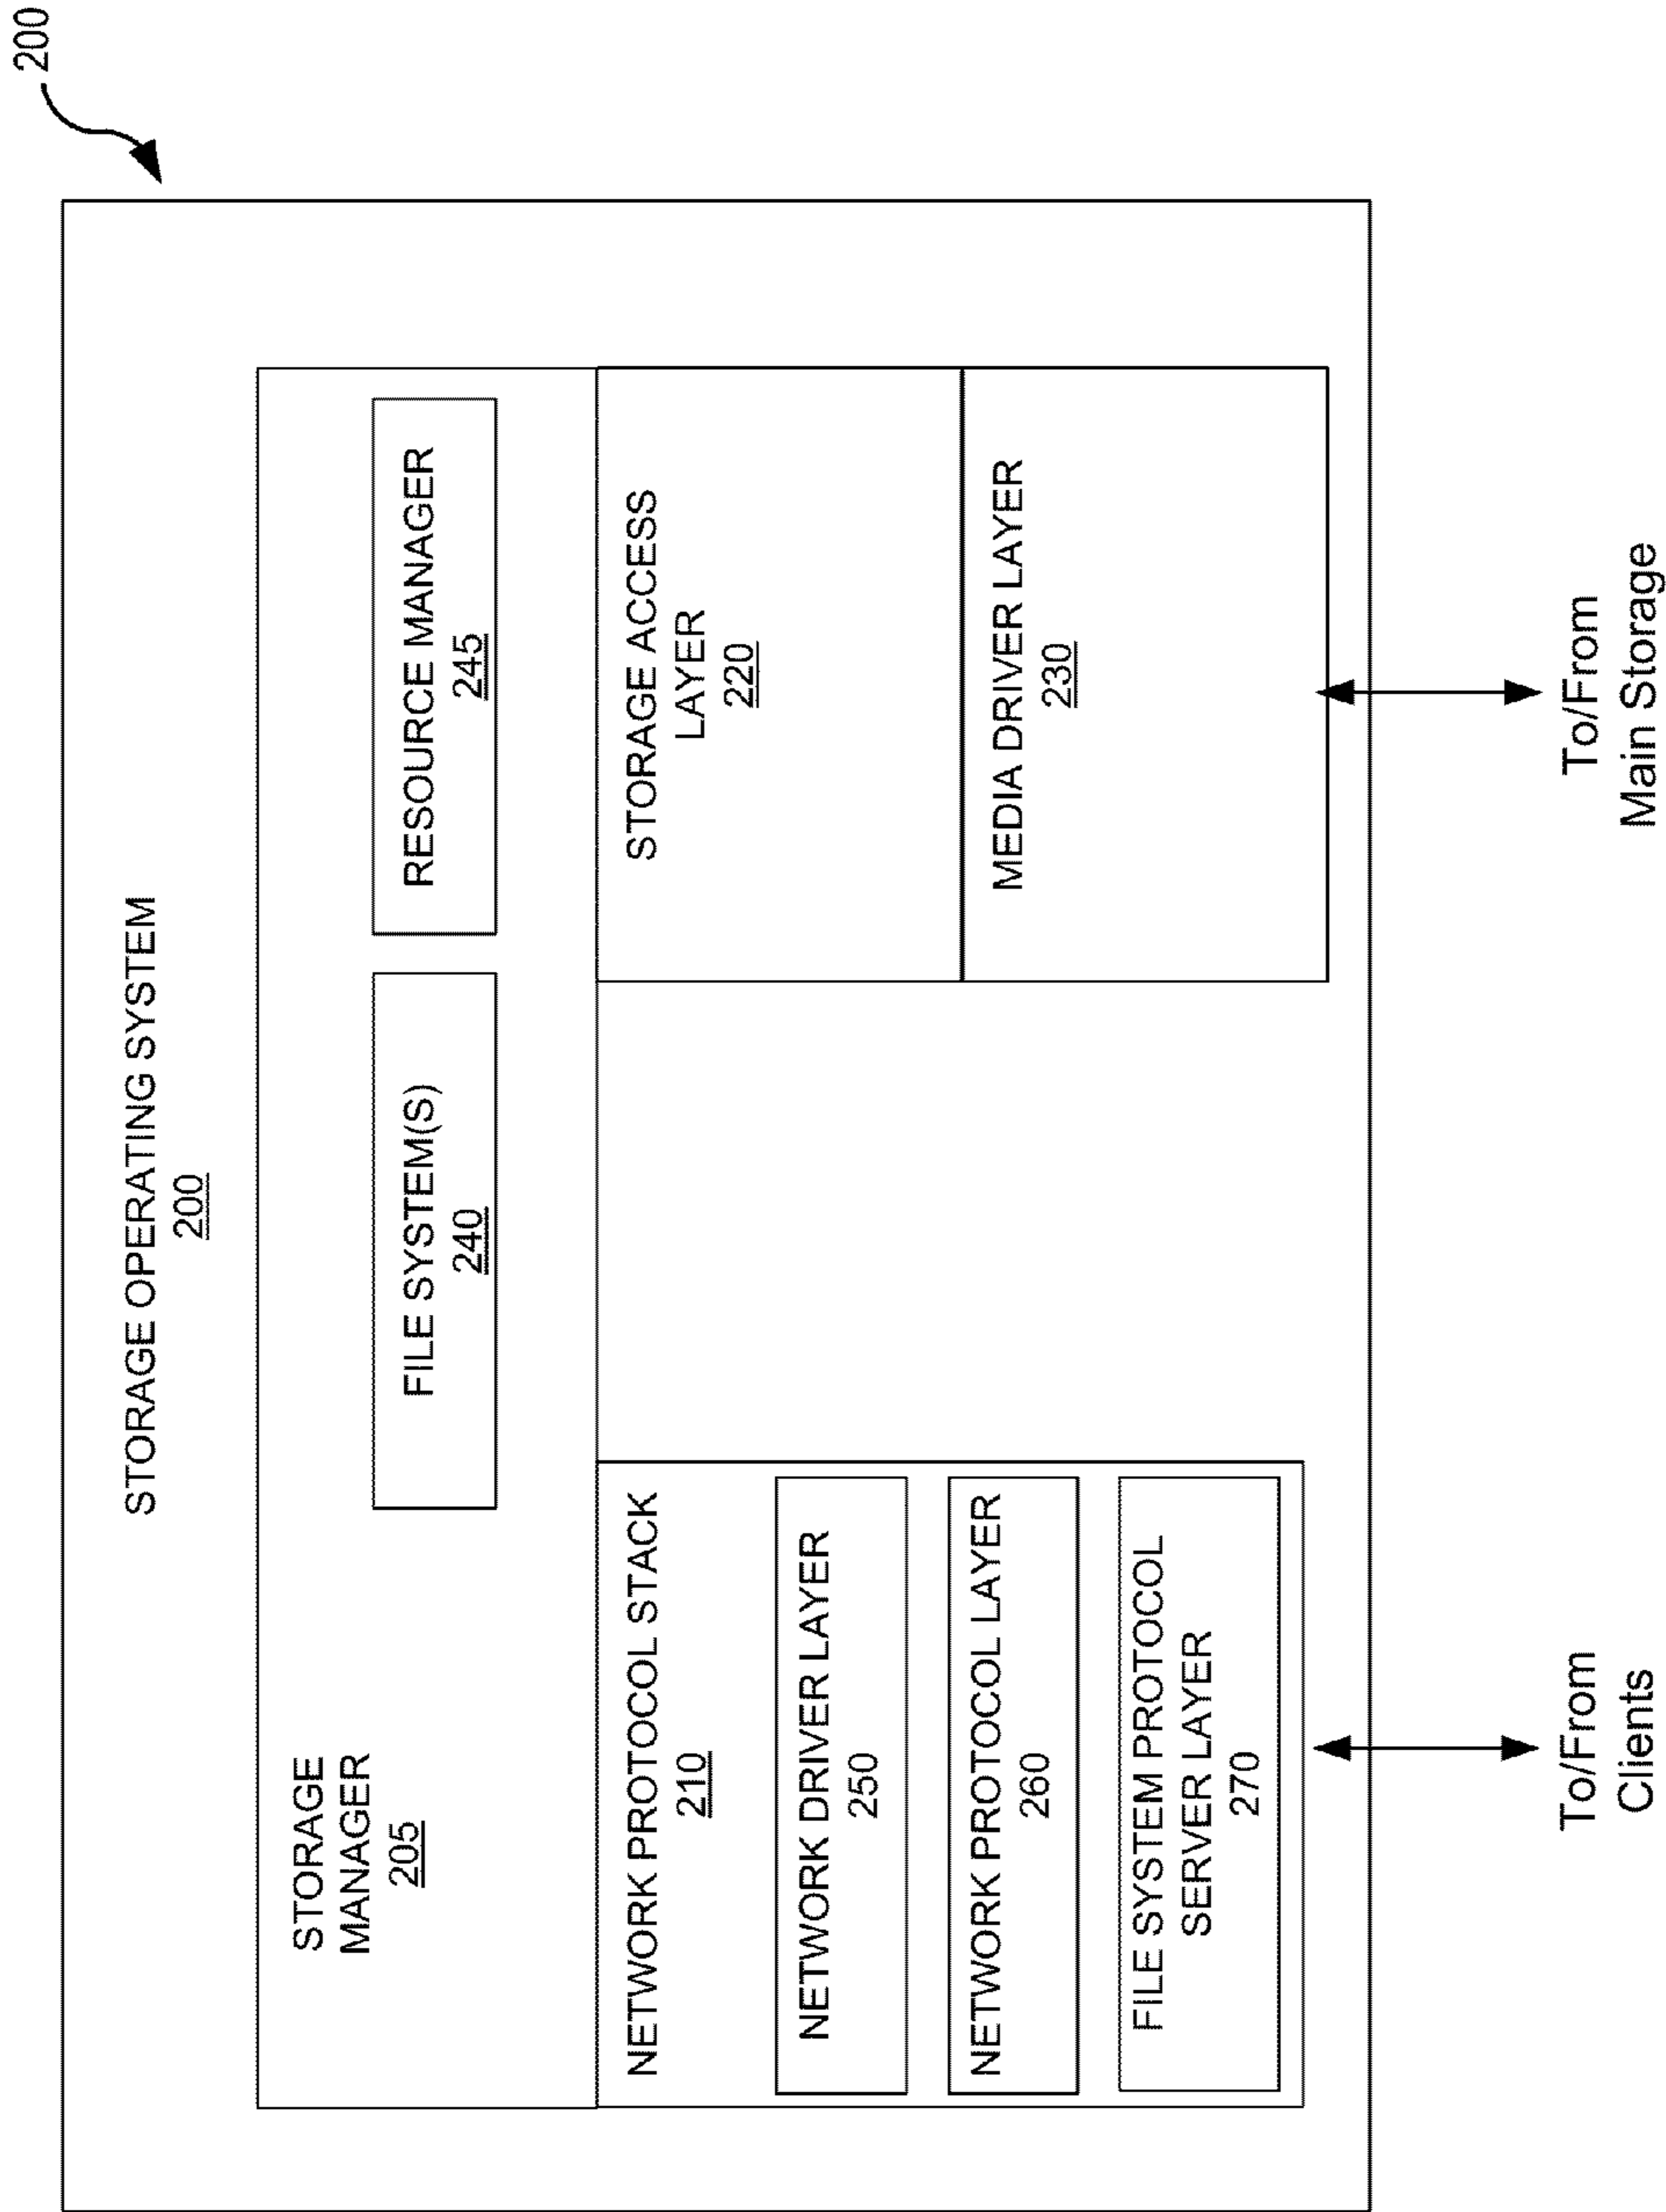 200
STORAGE OPERATING SYSTEM
200
STORAGE
MANAGER
205
FILE SYSTEM(S)
240
RESOURCE MANAGER
245
NETWORK PROTOCOL STACK
210
NETWORK DRIVER LAYER
250
NETWORK PROTOCOL LAYER
260
FILE SYSTEM PROTOCOL
SERVER LAYER
270
STORAGE ACCESS
LAYER
220
MEDIA DRIVER LAYER
230
To/From
Clients
To/From
Main Storage